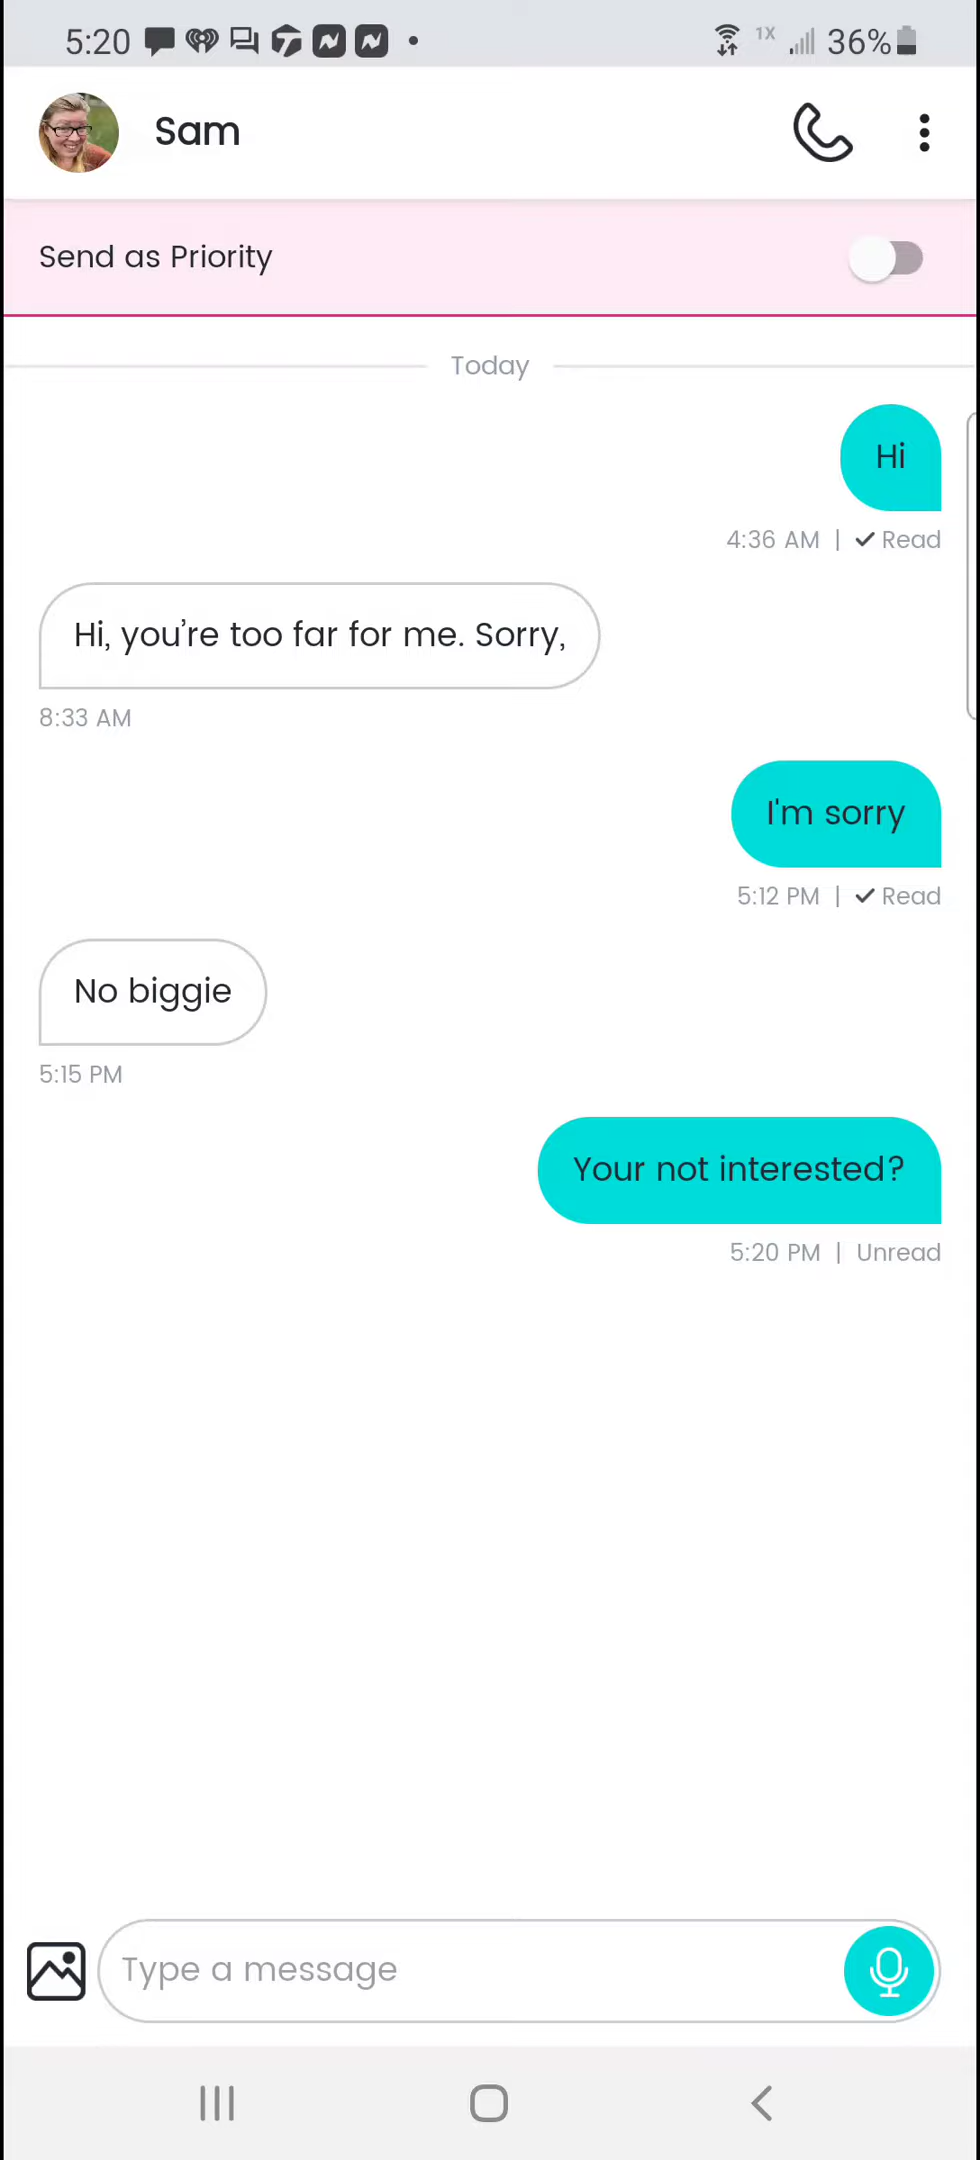 5:20 1X 36%
Sam
Send as Priority
Today
Hi
4:36 AM | ✓ Read
Hi, you're too far for me. Sorry,
8:33 AM
I'm sorry
5:12 PM | ✓ Read
No biggie
5:15 PM
Your not interested?
5:20 PM | Unread
Type a message